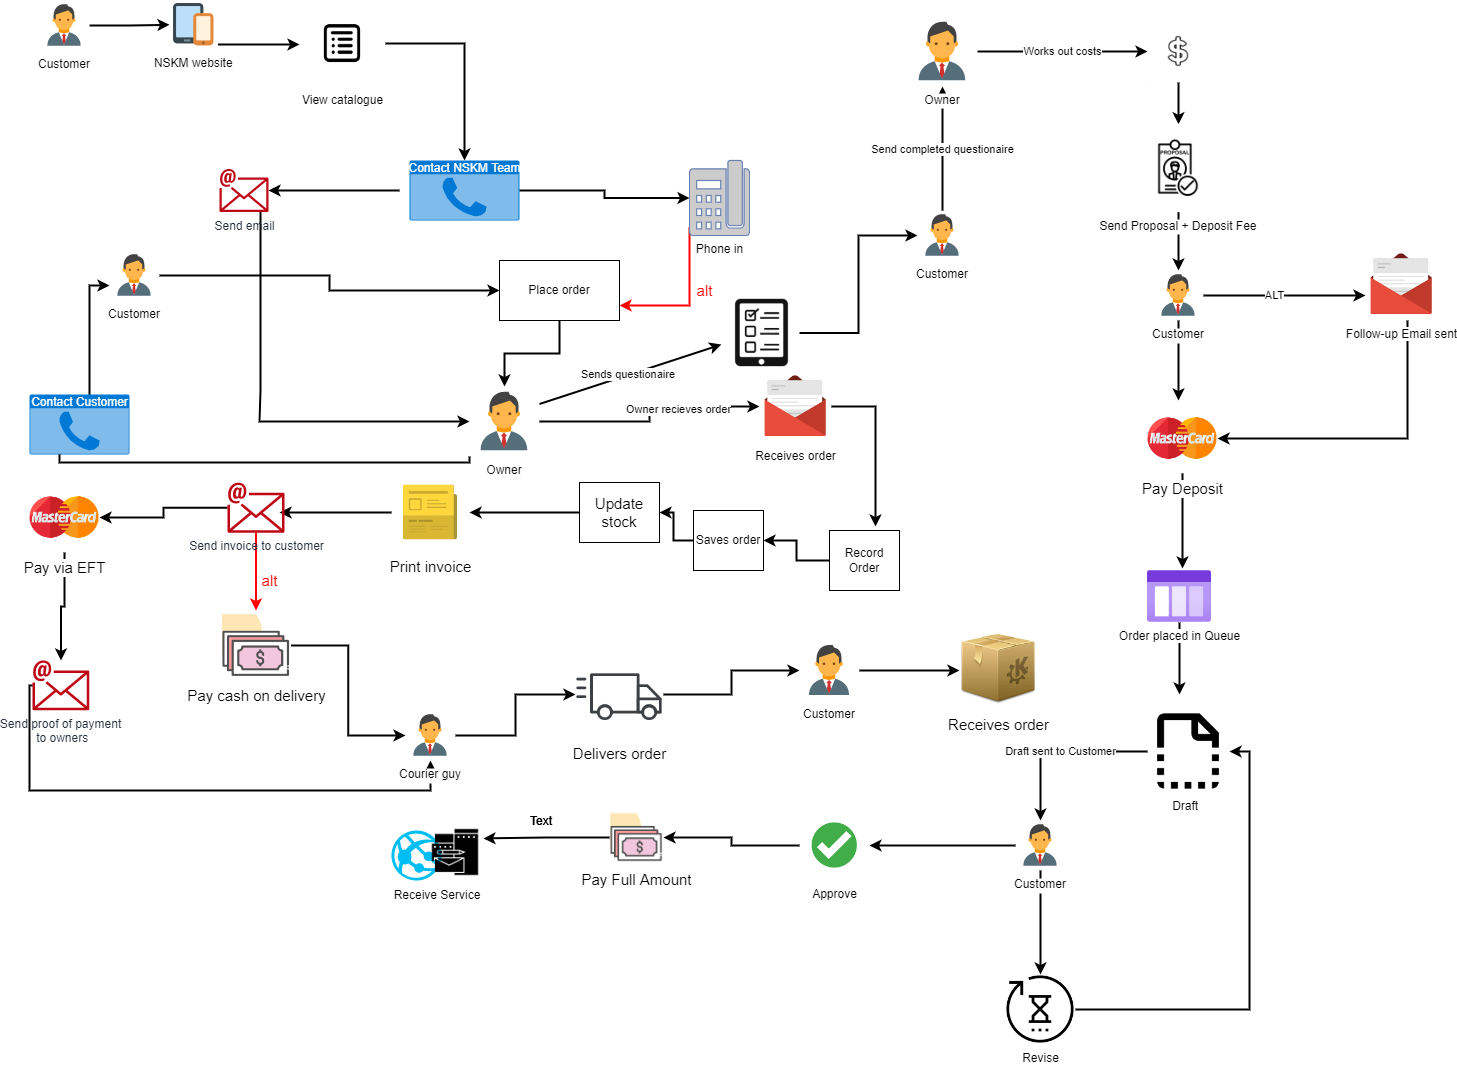 Customer
NSKM website
View catalogue
Owner
Works out costs
$
Send completed questionaire
PROPOSAL
Contact NSKM Team
@
Send email
Phone in
Customer
Send Proposal + Deposit Fee
Customer
Place order
alt
ALT
Customer
Follow-up Email sent
Sends questionaire
Contact Customer
Owner recieves order
MasterCard
Owner
Receives order
Pay Deposit
@
MasterCard
Send invoice to customer
Print invoice
Update
stock
Saves order
Record
Order
Pay via EFT
alt
Order placed in Queue
$
Pay cash on delivery
@
Send proof of payment
to owners
Courier guy
Delivers order
Customer
K
Receives order
Draft sent to Customer
Draft
Text
$
Receive Service
Pay Full Amount
Approve
Customer
Revise